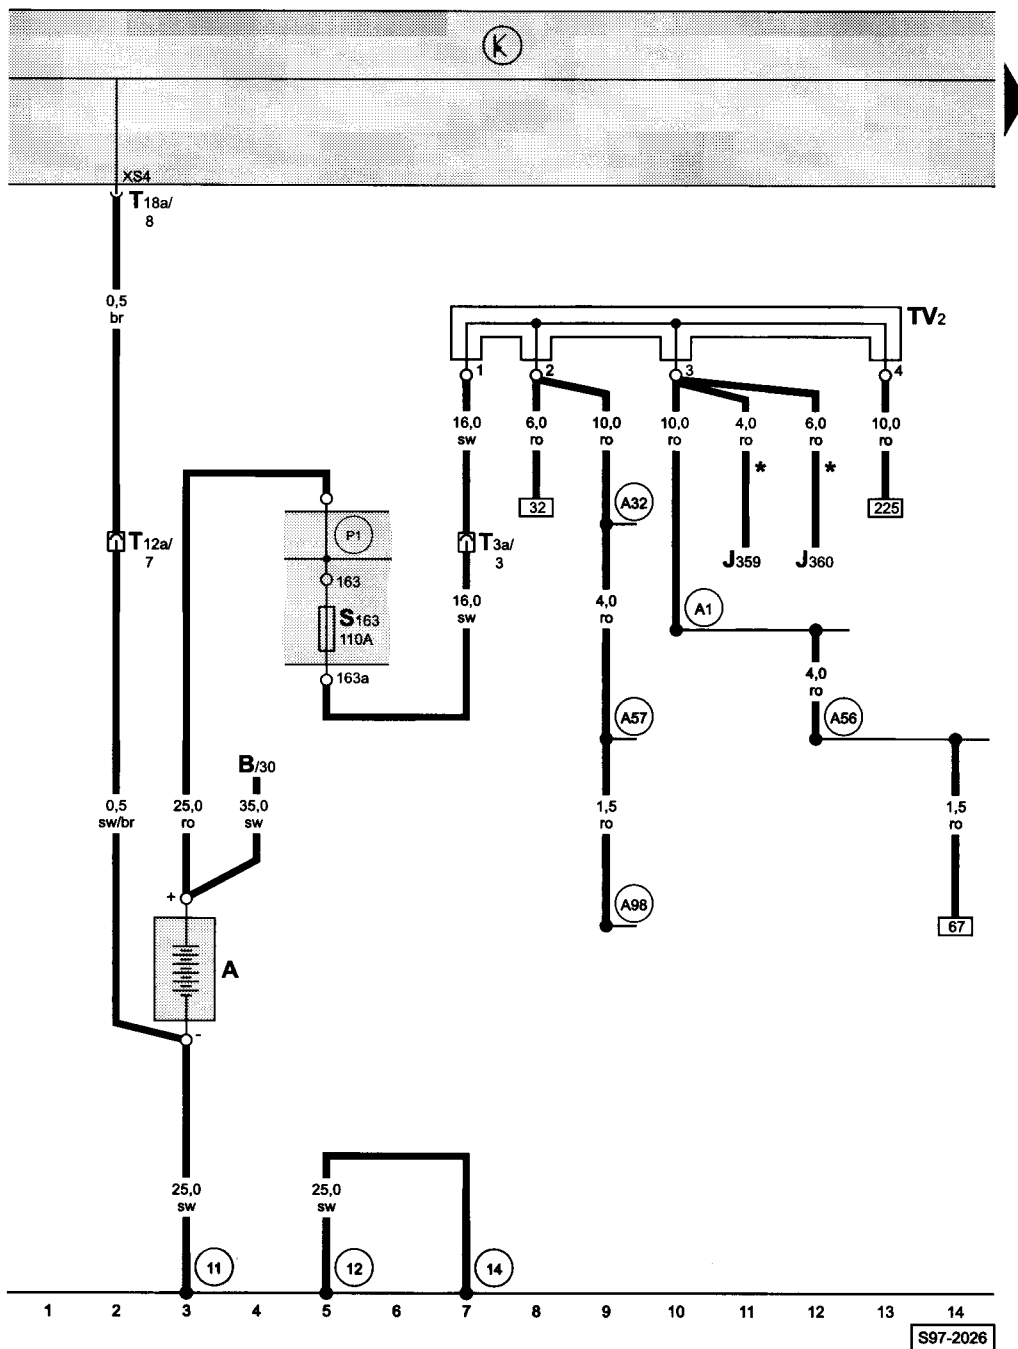 K
XS4
T18a/
8
0,5
br
TV2
1
2
3
4
16,0
sw
6,0
ro
10,0
ro
10,0
ro
4,0
ro
6,0
ro
10,0
ro
*
*
32
A32
225
P1
T12a/
7
T3a/
3
J359
J360
163
S163
110A
16,0
sw
4,0
ro
A1
163a
4,0
ro
A57
A56
B/30
0,5
sw/br
25,0
ro
35,0
sw
1,5
ro
1,5
ro
+
A98
67
A
-
25,0
sw
25,0
sw
11
12
14
1 2 3 4 5 6 7 8 9 10 11 12 13 14
S97-2026